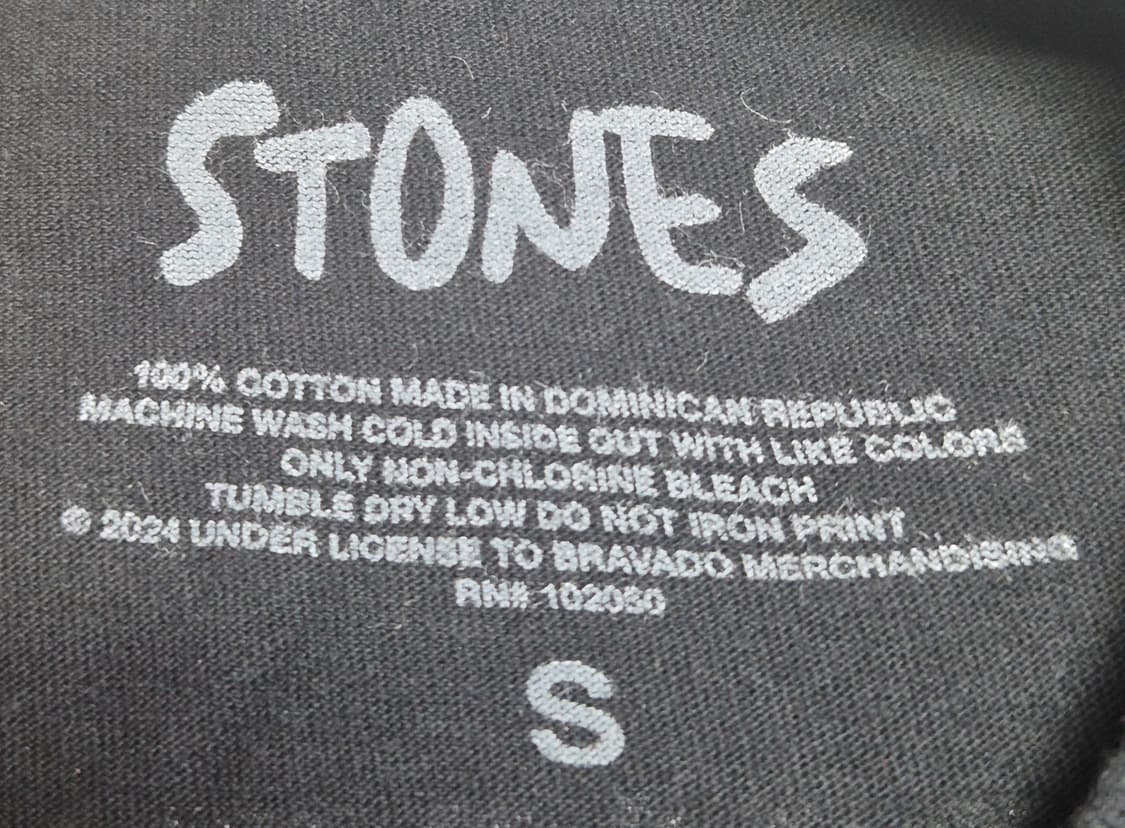 STONES
100% COTTON MADE IN DOMINICAN REPUBLIC
MACHINE WASH COLD INSIDE OUT WITH LIKE COLORS
ONLY NON-CHLORINE BLEACH
TUMBLE DRY LOW DO NOT IRON PRINT
© 2024 UNDER LICENSE TO BRAVADO MERCHANDISING
RN# 102050
S